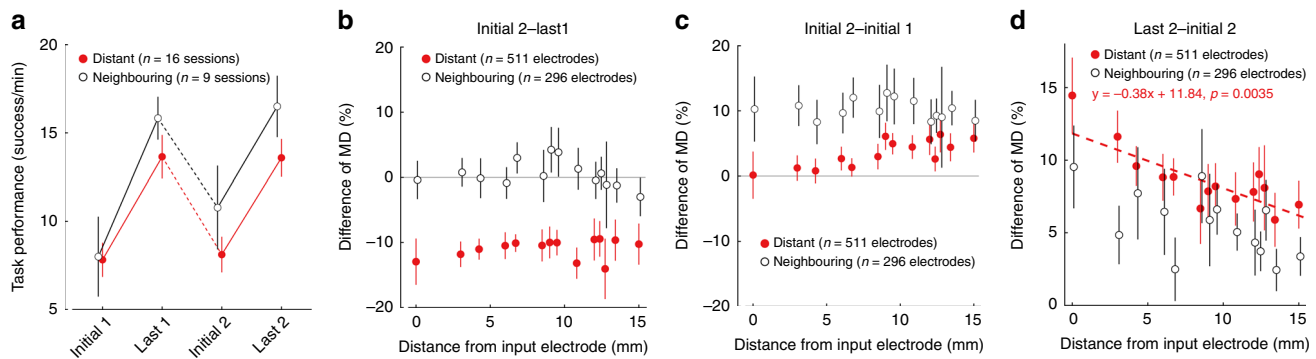 a
Task performance (success/min)
20
15
10
5
Distant (n = 16 sessions)
Neighbouring (n = 9 sessions)
Initial 1
Last 1
Initial 2
Last 2
b
Initial 2–last1
Difference of MD (%)
20
10
0
−10
−20
Distant (n = 511 electrodes)
Neighbouring (n = 296 electrodes)
0 5 10 15
Distance from input electrode (mm)
c
Initial 2–initial 1
Difference of MD (%)
20
10
0
10
20
Distant (n = 511 electrodes)
Neighbouring (n = 296 electrodes)
0 5 10 15
Distance from input electrode (mm)
d
Last 2–initial 2
Difference of MD (%)
15
10
5
0
Distant (n = 511 electrodes)
Neighbouring (n = 296 electrodes)
y = −0.38x + 11.84, p = 0.0035
0 5 10 15
Distance from input electrode (mm)